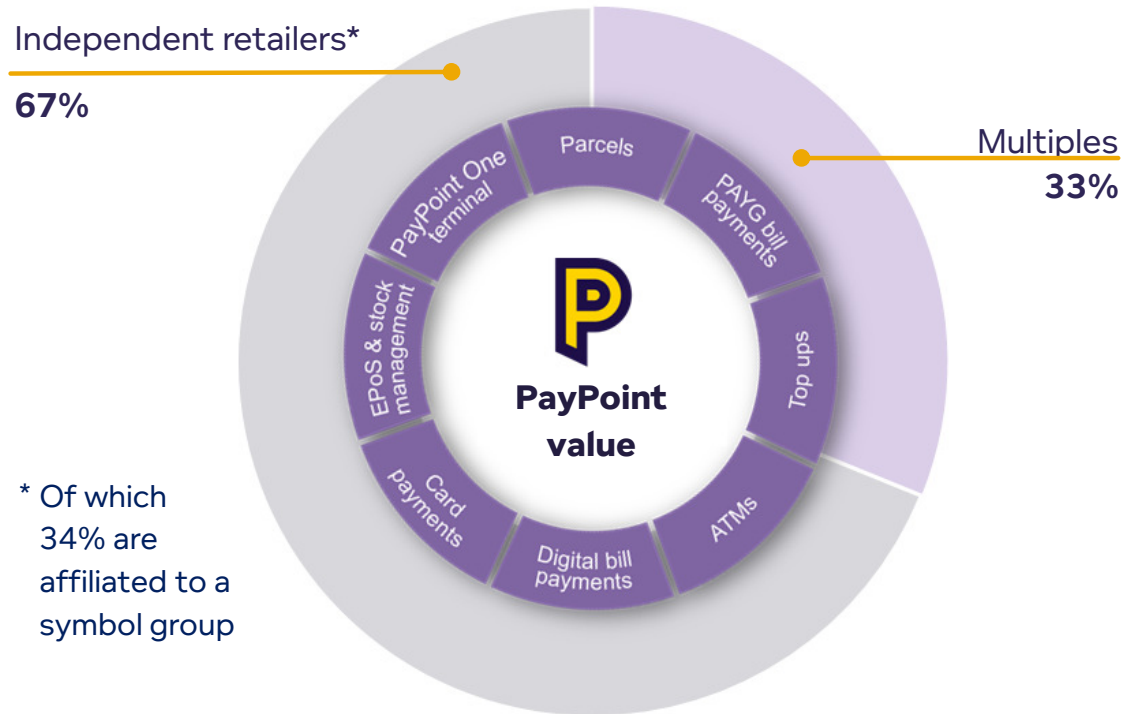 Independent retailers*
67%
Multiples
33%
Parcels
PAYG bill
payments
Top ups
ATMs
Digital bill
payments
Card
payments
EPoS & stock
management
PayPoint One
terminal
PayPoint
value
* Of which
34% are
affiliated to a
symbol group